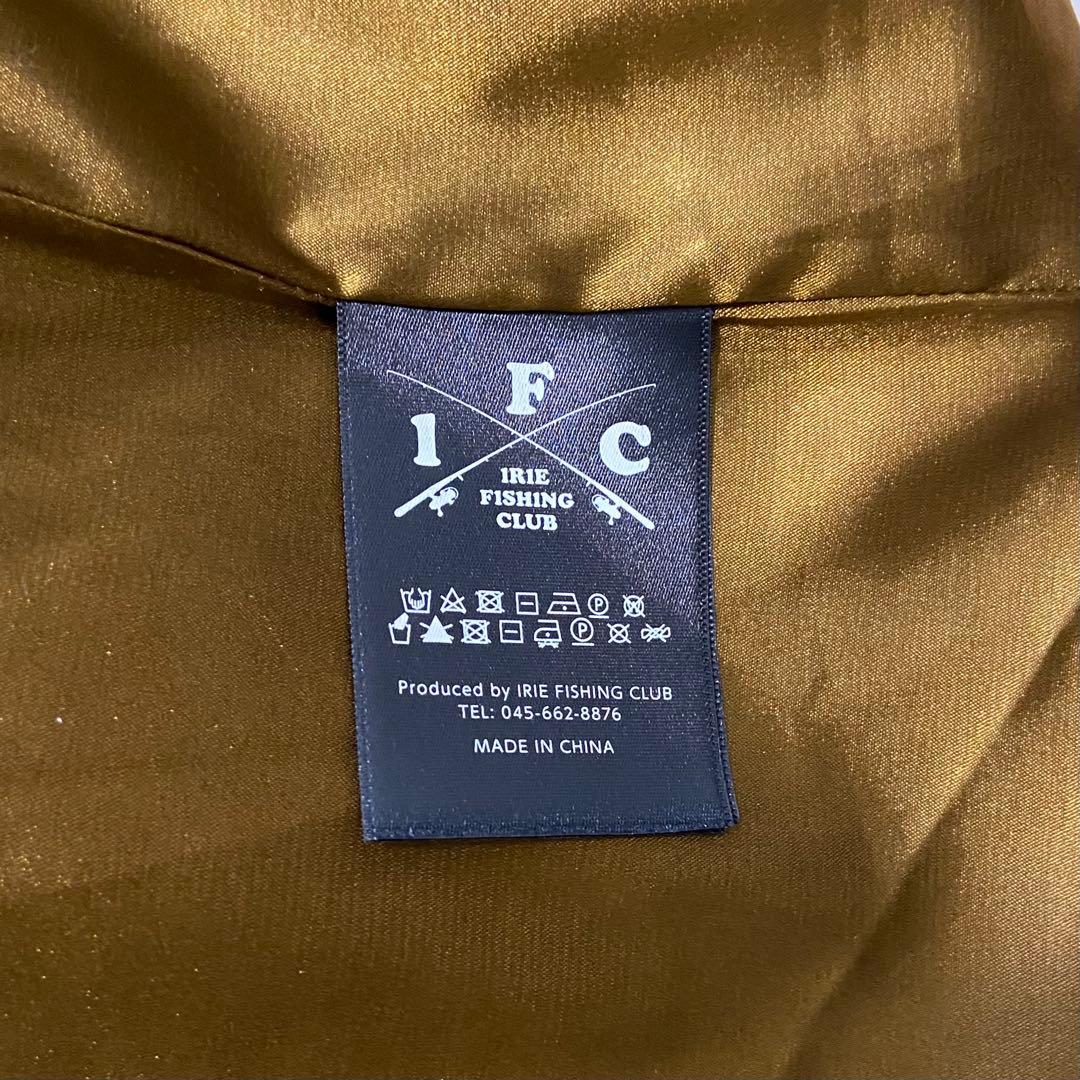 F
I C
IRIE
FISHING
CLUB
P
W
P
Produced by IRIE FISHING CLUB
TEL: 045-662-8876
MADE IN CHINA